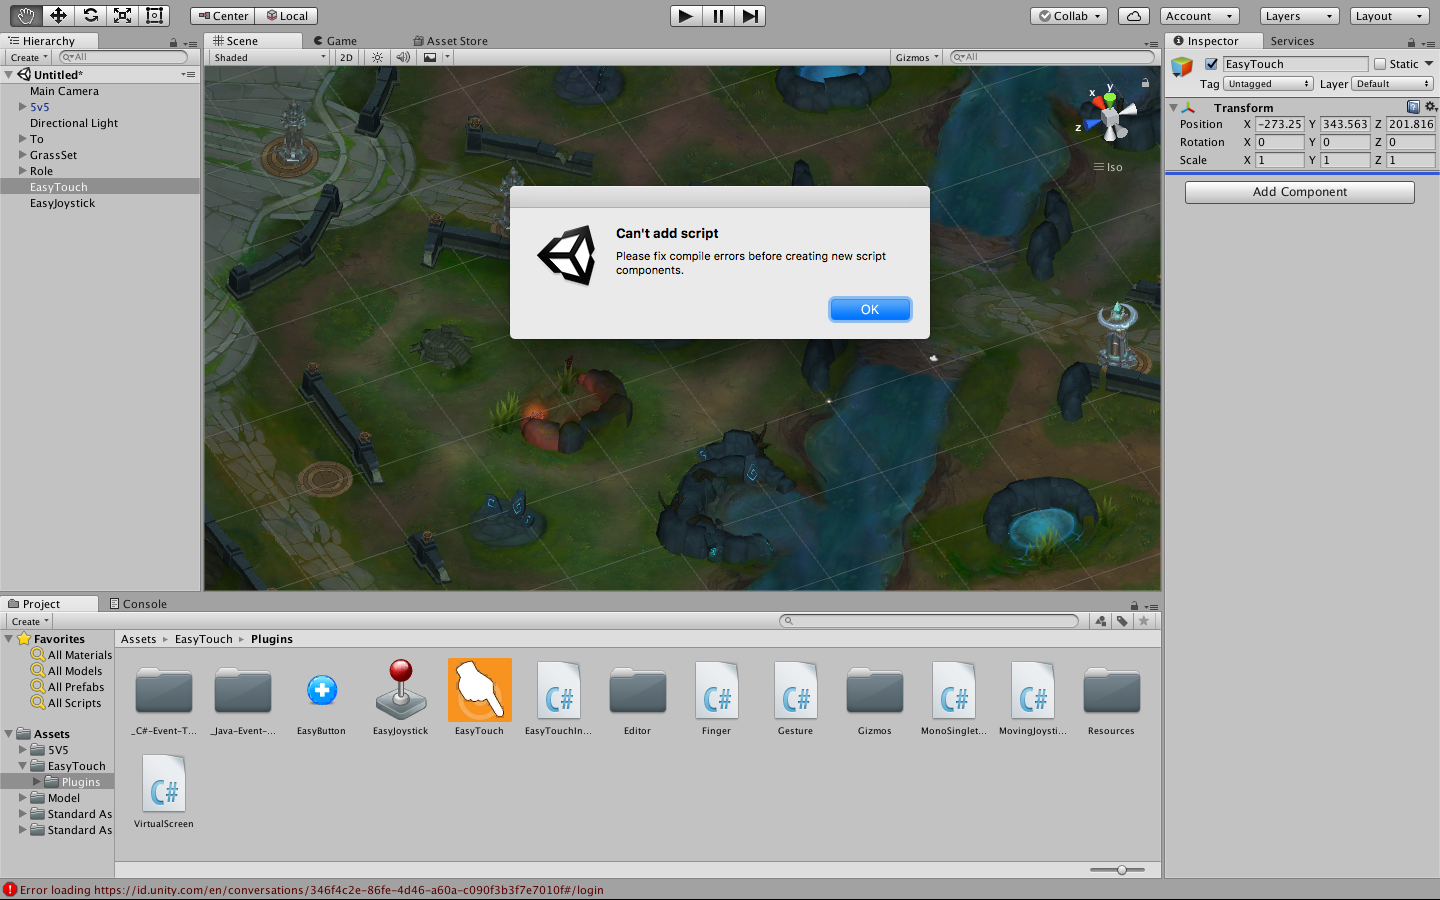 Center
Local
Collab
Account
Layers
Layout
Hierarchy
Scene
Game
Asset Store
Inspector
Services
Create
All
Shaded
2D
Gizmos
All
EasyTouch
Static
Untitled*
Tag
Untagged
Layer
Default
Main Camera
5v5
Directional Light
To
GrassSet
Role
EasyTouch
EasyJoystick
x
y
z
Iso
Transform
Position
X
-273.25
Y
343.563
Z
201.816
Rotation
X
0
Y
0
Z
0
Scale
X
1
Y
1
Z
1
Add Component
Can't add script
Please fix compile errors before creating new script
components.
OK
Project
Console
Create
Favorites
All Materials
All Models
All Prefabs
All Scripts
Assets
5V5
EasyTouch
Plugins
Model
Standard As
Standard As
Assets
EasyTouch
Plugins
C#
C#
C#
C#
C#
_C#-Event-T...
_Java-Event-...
EasyButton
EasyJoystick
EasyTouch
EasyTouchIn...
Editor
Finger
Gesture
Gizmos
MonoSinglet...
MovingJoysti...
Resources
C#
VirtualScreen
Error loading https://id.unity.com/en/conversations/346f4c2e-86fe-4d46-a60a-c090f3b3f7e7010f#/login